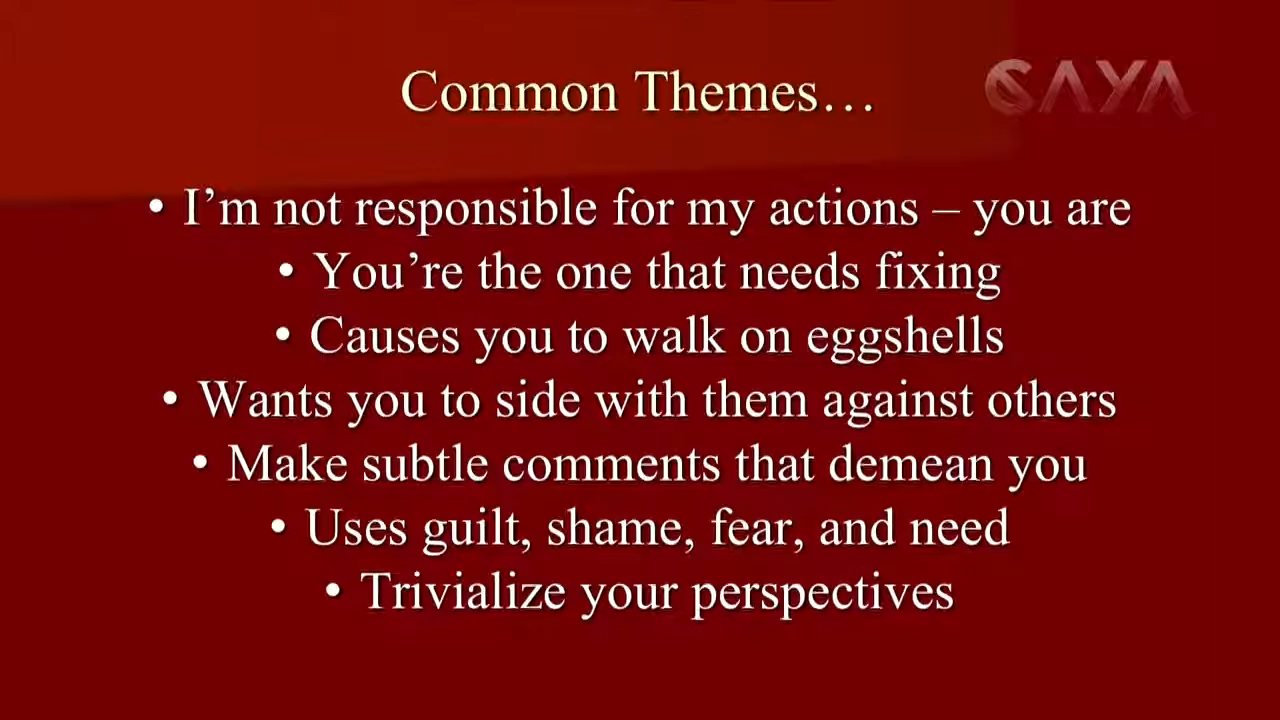 Common Themes…
GAYA
• I’m not responsible for my actions – you are
• You’re the one that needs fixing
• Causes you to walk on eggshells
• Wants you to side with them against others
• Make subtle comments that demean you
• Uses guilt, shame, fear, and need
• Trivialize your perspectives